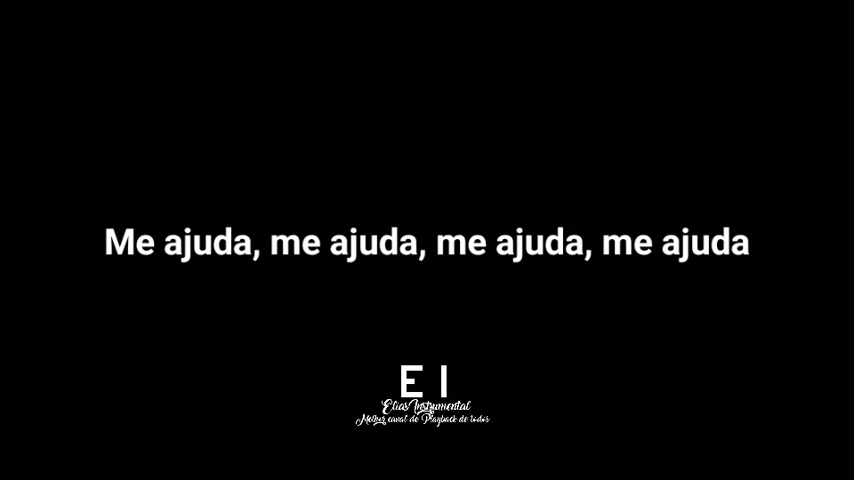 Me ajuda, me ajuda, me ajuda, me ajuda
E I
Elias Instrumental
Melhor canal de Playback de todos